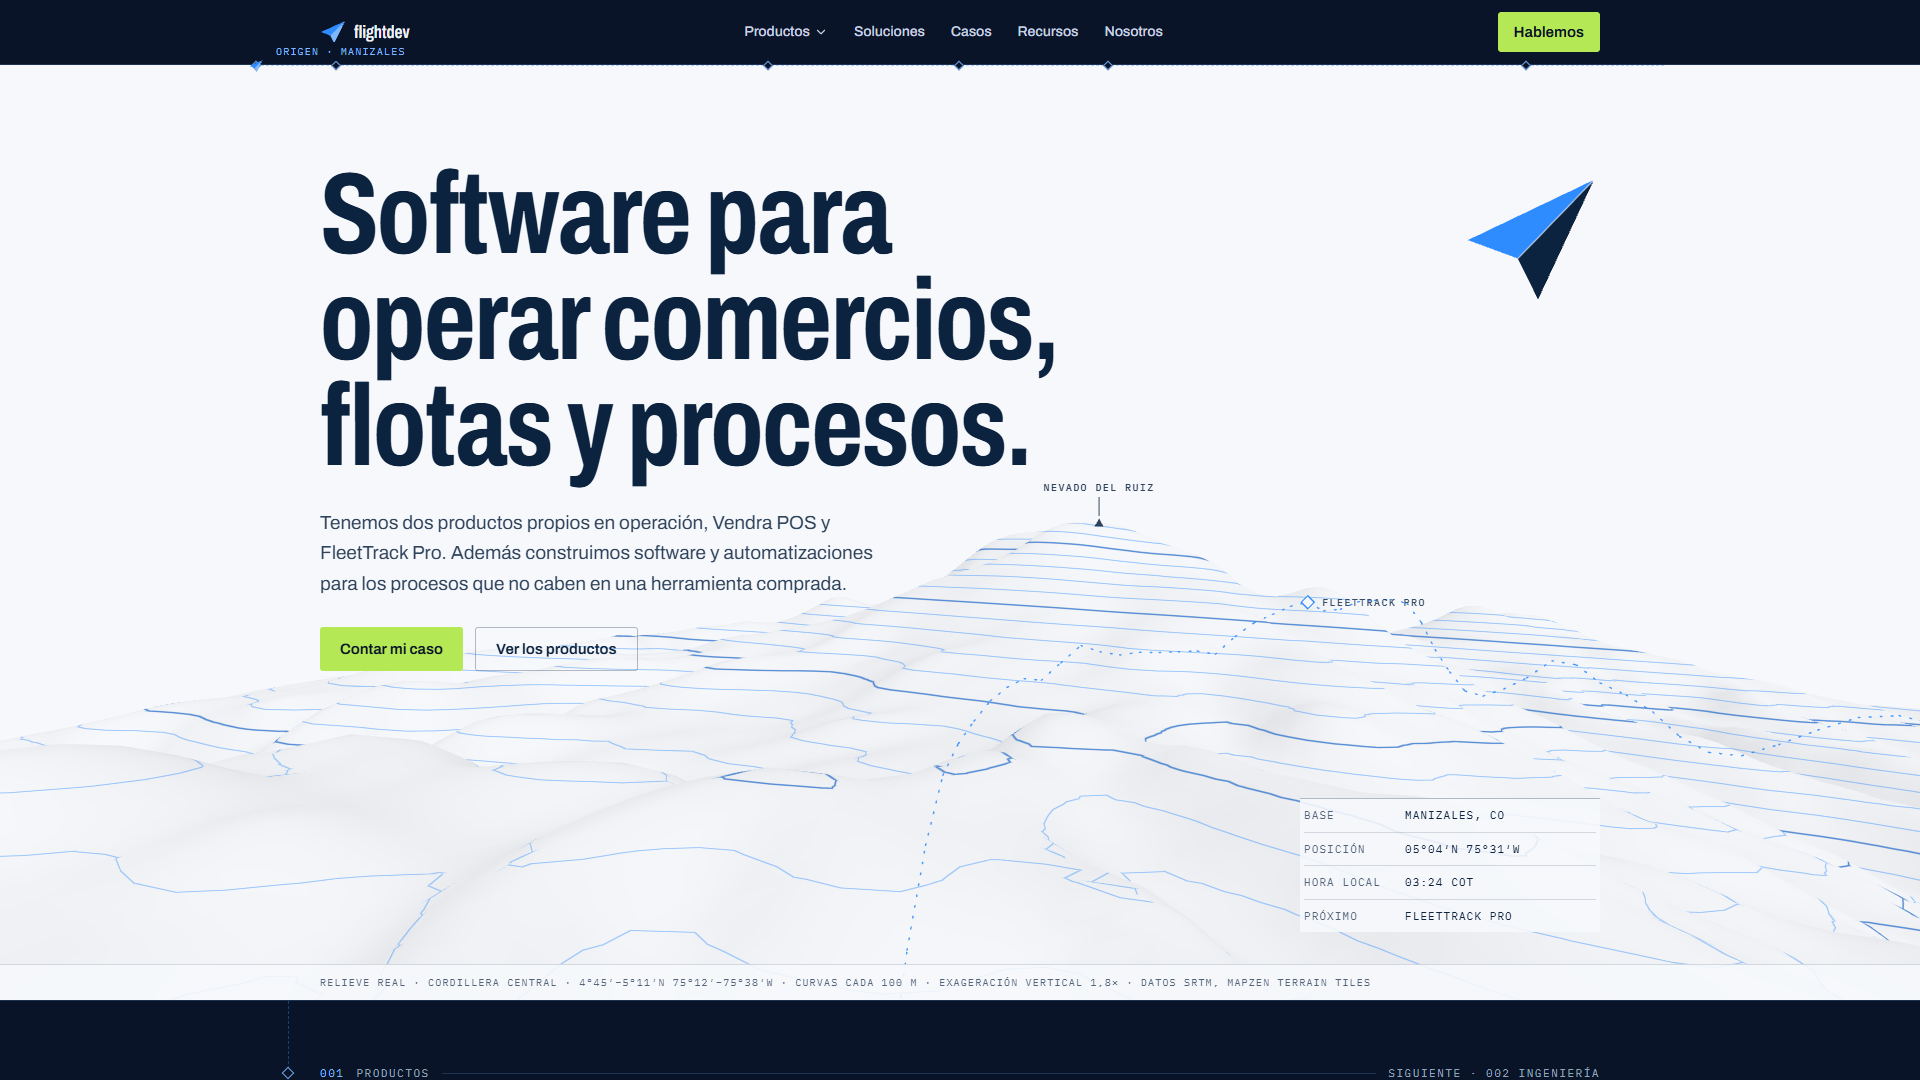 flightdev
Productos
Soluciones
Casos
Recursos
Nosotros
Hablemos
ORIGEN · MANIZALES
Software para
operar comercios,
flotas y procesos.
NEVADO DEL RUIZ
Tenemos dos productos propios en operación, Vendra POS y
FleetTrack Pro. Además construimos software y automatizaciones
para los procesos que no caben en una herramienta comprada.
FLEETTRACK PRO
Contar mi caso
Ver los productos
BASE MANIZALES, CO
POSICIÓN 05°04′N 75°31′W
HORA LOCAL 03:24 COT
PRÓXIMO FLEETTRACK PRO
RELIEVE REAL · CORDILLERA CENTRAL · 4°45′–5°11′N 75°12′–75°38′W · CURVAS CADA 100 M · EXAGERACIÓN VERTICAL 1,8× · DATOS SRTM, MAPZEN TERRAIN TILES
001 PRODUCTOS
SIGUIENTE · 002 INGENIERÍA